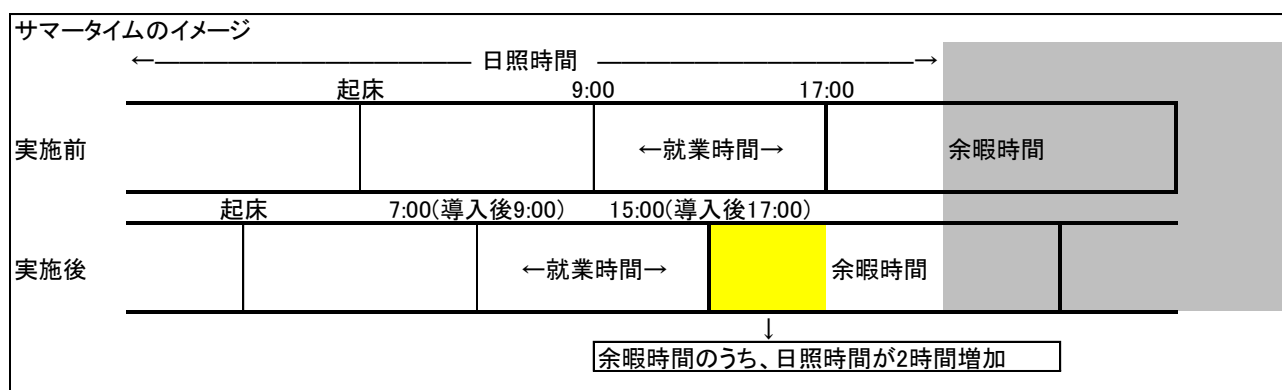 サマータイムのイメージ
←――――――――――――― 日照時間 ―――――――――――――→
起床 9:00 17:00
実施前 ←就業時間→ 余暇時間
起床 7:00(導入後9:00) 15:00(導入後17:00)
実施後 ←就業時間→ 余暇時間
↓
余暇時間のうち、日照時間が2時間増加